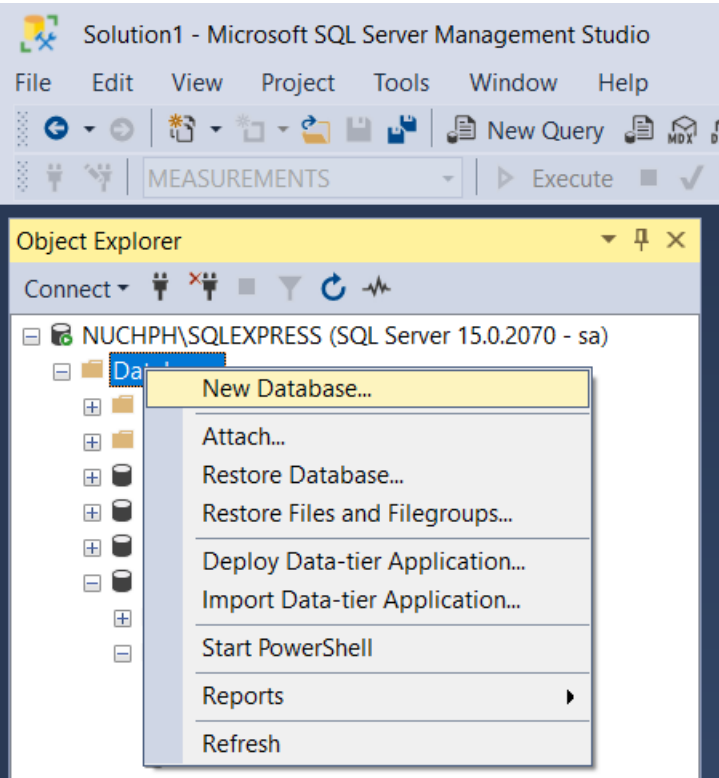 Solution1 - Microsoft SQL Server Management Studio
File Edit View Project Tools Window Help
New Query MDX
MEASUREMENTS Execute
Object Explorer
Connect
NUCHPH\SQLEXPRESS (SQL Server 15.0.2070 - sa)
New Database...
Attach...
Restore Database...
Restore Files and Filegroups...
Deploy Data-tier Application...
Import Data-tier Application...
Start PowerShell
Reports
Refresh